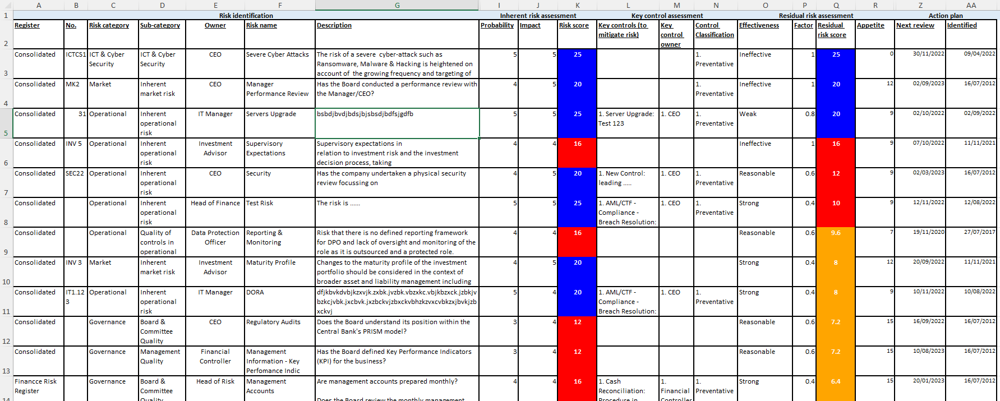 A B C D E F G I J K L M N O P Q R Z AA
1 Risk identification Inherent risk assessment Key control assessment Residual risk assessment Action plan
Register No. Risk category Sub-category Owner Risk name Description Probability Impact Risk score Key controls (to Key Control Effectiveness Factor Residual Appetite Next review Identified
mitigate risk) control Classification risk score
2 owner
Consolidated ICTCS1 ICT & Cyber ICT & Cyber CEO Severe Cyber Attacks The risk of a severe cyber-attack such as 5 5 25 1. Ineffective 1 25 0 30/11/2022 09/04/2022
Security Security Ransomware, Malware & Hacking is heightened on Preventative
3 account of the growing frequency and targeting of
Consolidated MK2 Market Inherent CEO Manager Has the Board conducted a performance review with 4 5 20 1. Ineffective 1 20 12 02/09/2023 16/07/2012
market risk Performance Review the Manager/CEO? Preventative
4
Consolidated 31 Operational Inherent IT Manager Servers Upgrade bsbdjbvdjbdsjbjsbsdjbdfsjgdfb 5 5 25 1. Server Upgrade: 1. CEO 1. Weak 0.8 20 9 02/10/2022 02/09/2022
operational Test 123 Preventative
5 risk
Consolidated INV 5 Operational Inherent Investment Supervisory Supervisory expectations in 4 4 16 Ineffective 1 16 9 07/10/2022 11/11/2021
operational Advisor Expectations relation to investment risk and the investment
6 risk decision process, taking
Consolidated SEC22 Operational Inherent CEO Security Has the company undertaken a physical security 4 5 20 1. New Control: 1. CEO 1. Reasonable 0.6 12 9 02/03/2023 16/07/2012
operational review focussing on leading ..... Preventative
7 risk
Consolidated Operational Inherent Head of Finance Test Risk The risk is ...... 5 5 25 1. AML/CTF - 1. CEO 1. Strong 0.4 10 9 12/11/2022 12/08/2022
operational Compliance - Preventative
8 risk Breach Resolution:
Consolidated Operational Quality of Data Protection Reporting & Risk that there is no defined reporting framework 4 4 16 Reasonable 0.6 9.6 7 19/11/2020 27/07/2017
controls in Officer Monitoring for DPO and lack of oversight and monitoring of the
9 operational role as it is outsourced and a protected role.
Consolidated INV 3 Market Inherent Investment Maturity Profile Changes to the maturity profile of the investment 4 5 20 Strong 0.4 8 12 20/09/2022 11/11/2021
market risk Advisor portfolio should be considered in the context of
10 broader asset and liability management including
Consolidated IT1.12 Operational Inherent IT Manager DORA dfjkbvkdvbjkzxvjk.zxbk.jvzbk.vbzxkc.vbjkbzxck.jzbkjv 5 4 20 1. AML/CTF - 1. CEO 1. Strong 0.4 8 9 10/11/2022 10/08/2022
3 operational bzkcjvbk.jxcbvk.jxzbckvjzbxckvbhzkzvxcvbkzxjbvkjzb Compliance - Preventative
11 risk xckvj Breach Resolution:
Consolidated Governance Board & CEO Regulatory Audits Does the Board understand its position within the 3 4 12 Reasonable 0.6 7.2 15 16/09/2022 16/07/2012
Committee Central Bank's PRISM model?
12 Quality
Consolidated Governance Management Financial Management Has the Board defined Key Performance Indicators 3 4 12 Reasonable 0.6 7.2 15 10/08/2023 16/07/2012
Quality Controller Information - Key (KPI) for the business?
13 Perfomance Indic
Financce Risk Governance Board & Head of Risk Management Are management accounts prepared monthly? 4 4 16 1. Cash 1. 1. Strong 0.4 6.4 15 20/01/2023 16/07/2012
Register Committee Accounts Reconciliation: Financial Preventative
14 Quality Does the Board review the monthly management Procedure in Controller